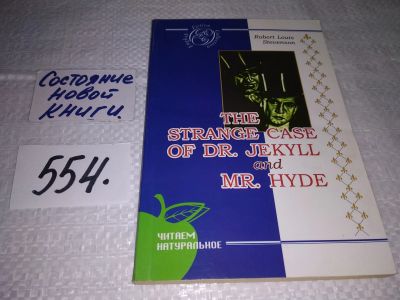 Состояние
новой
книги.
554.
Robert Louis
Stevenson
THE
STRANGE CASE
OF DR. JEKYLL
and
MR. HYDE
ЧИТАЕМ
НАТУРАЛЬНОЕ